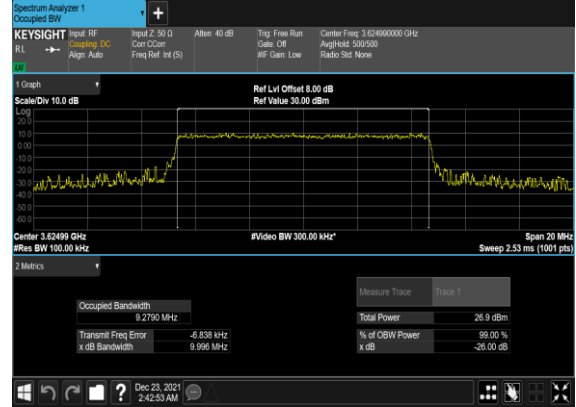 Spectrum Analyzer 1
Occupied BW
KEYSIGHT Input: RF Input Z: 50 Ω Atten: 40 dB Trig: Free Run Center Freq: 3.624990000 GHz
RL Coupling: DC Corr CCorr Gate: Off Avg|Hold: 500/500
Align: Auto Freq Ref: Int (S) #IF Gain: Low Radio Std: None
1 Graph
Scale/Div 10.0 dB
Ref Lvl Offset 8.00 dB
Ref Value 30.00 dBm
Log
20.0
10.0
0.00
-10.0
-20.0
-30.0
-40.0
-50.0
-60.0
Center 3.62499 GHz #Video BW 300.00 kHz* Span 20 MHz
#Res BW 100.00 kHz Sweep 2.53 ms (1001 pts)
2 Metrics
Measure Trace Trace 1
Occupied Bandwidth
9.2790 MHz
Total Power 26.9 dBm
Transmit Freq Error -6.838 kHz % of OBW Power 99.00 %
x dB Bandwidth 9.996 MHz x dB -26.00 dB
Dec 23, 2021
2:42:53 AM